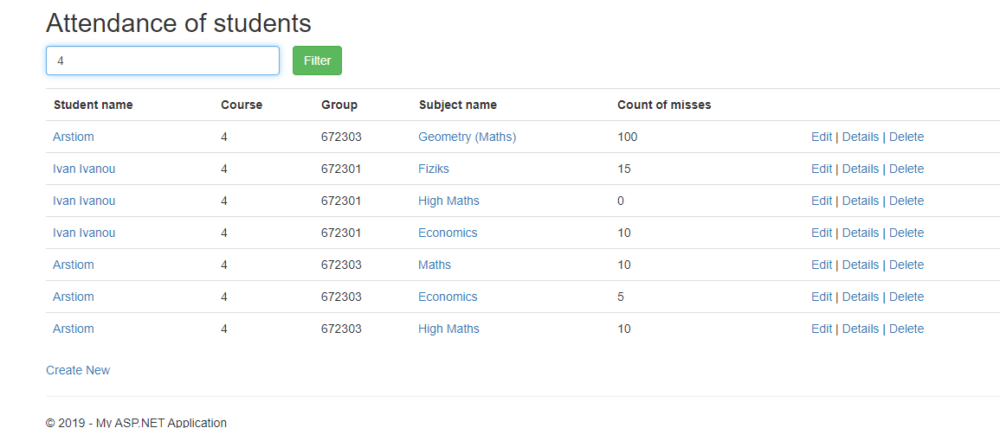 Attendance of students
4
Filter
Student name Course Group Subject name Count of misses
Arstiom 4 672303 Geometry (Maths) 100 Edit | Details | Delete
Ivan Ivanou 4 672301 Fiziks 15 Edit | Details | Delete
Ivan Ivanou 4 672301 High Maths 0 Edit | Details | Delete
Ivan Ivanou 4 672301 Economics 10 Edit | Details | Delete
Arstiom 4 672303 Maths 10 Edit | Details | Delete
Arstiom 4 672303 Economics 5 Edit | Details | Delete
Arstiom 4 672303 High Maths 10 Edit | Details | Delete
Create New
© 2019 - My ASP.NET Application